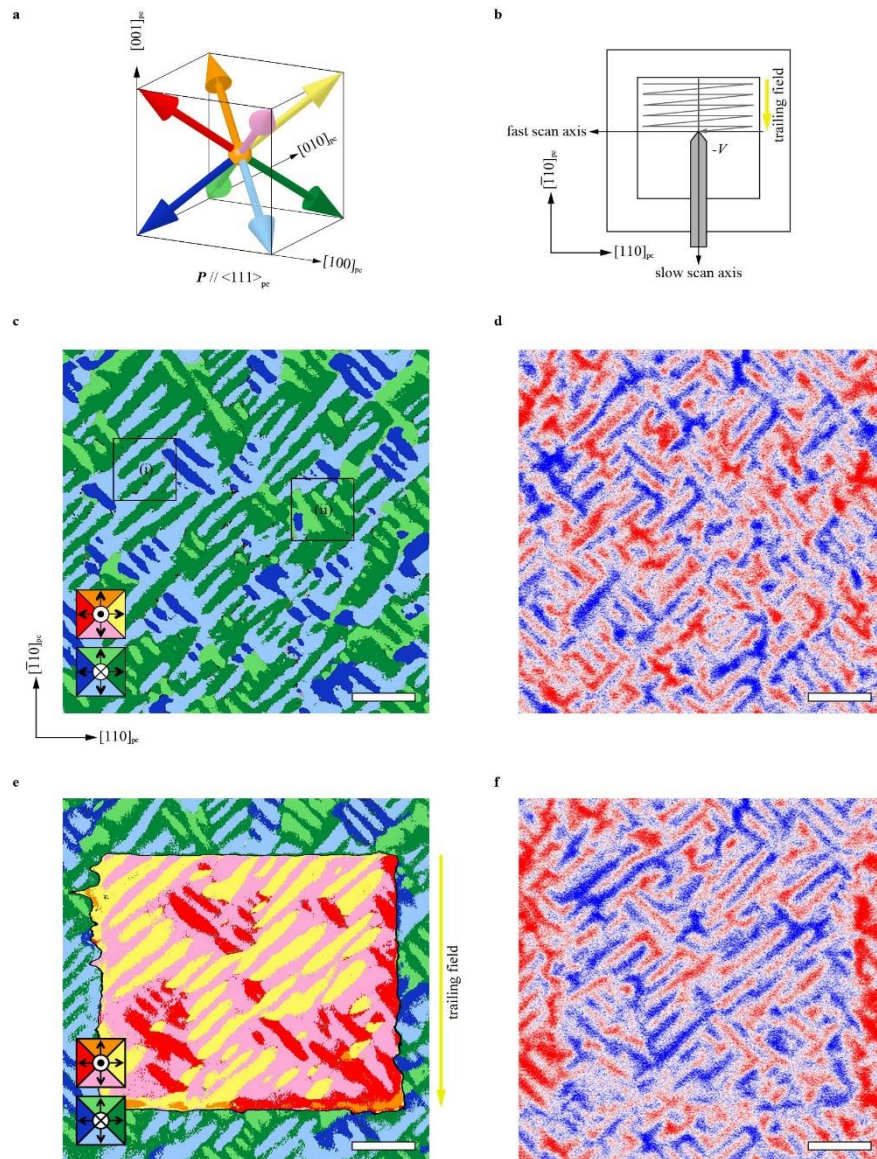 a
b
[001]pc
[010]pc
[100]pc
P // <111>pc
fast scan axis
-V
trailing field
[1̅10]pc
[110]pc
slow scan axis
c
d
(i)
(ii)
[1̅10]pc
[110]pc
e
f
trailing field